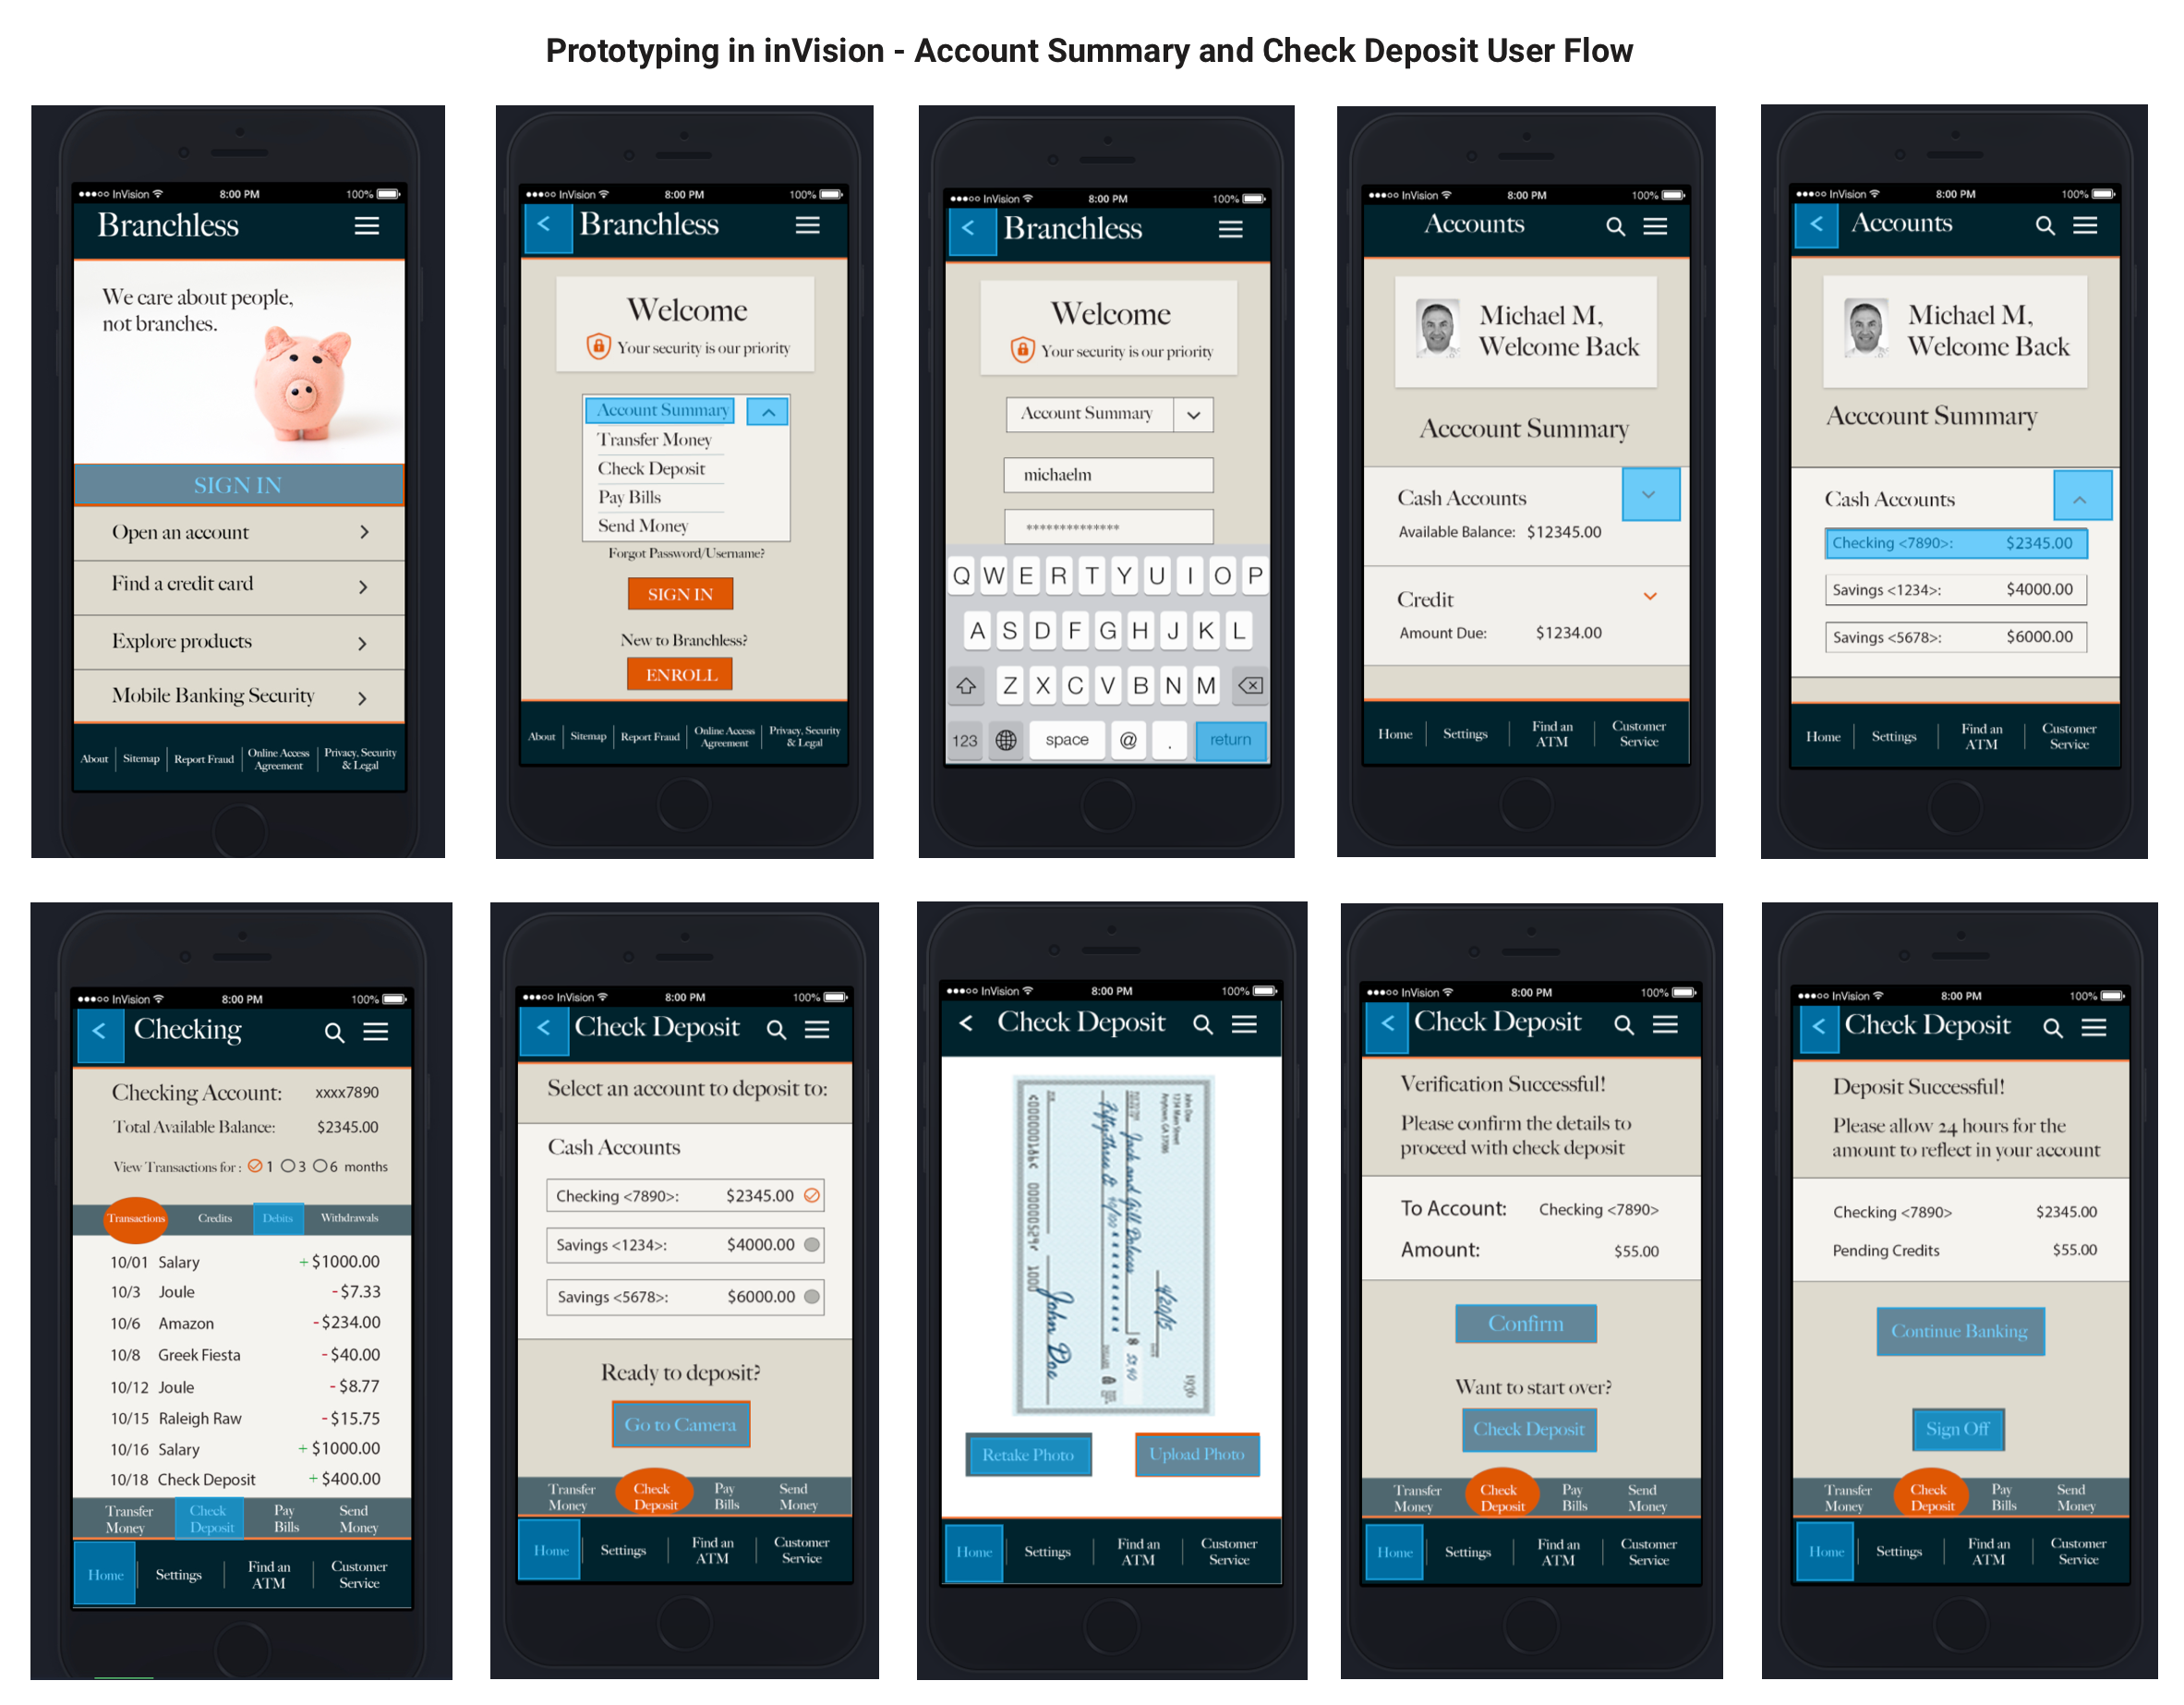 Prototyping in inVision - Account Summary and Check Deposit User Flow
InVision 8:00 PM 100%
Branchless
We care about people,
not branches.
SIGN IN
Open an account
Find a credit card
Explore products
Mobile Banking Security
About Sitemap Report Fraud Online Access Agreement Privacy, Security & Legal
InVision 8:00 PM 100%
< Branchless
Welcome
Your security is our priority
Account Summary
Transfer Money
Check Deposit
Pay Bills
Send Money
Forgot Password/Username?
SIGN IN
New to Branchless?
ENROLL
About Sitemap Report Fraud Online Access Agreement Privacy, Security & Legal
InVision 8:00 PM 100%
< Branchless
Welcome
Your security is our priority
Account Summary
michaelm
**************
Q W E R T Y U I O P
A S D F G H J K L
Z X C V B N M
123 space @ . return
InVision 8:00 PM 100%
Accounts
Michael M,
Welcome Back
Acccount Summary
Cash Accounts
Available Balance: $12345.00
Credit
Amount Due: $1234.00
Home Settings Find an ATM Customer Service
InVision 8:00 PM 100%
< Accounts
Michael M,
Welcome Back
Acccount Summary
Cash Accounts
Checking <7890>: $2345.00
Savings <1234>: $4000.00
Savings <5678>: $6000.00
Home Settings Find an ATM Customer Service
InVision 8:00 PM 100%
< Checking
Checking Account: xxxx7890
Total Available Balance: $2345.00
View Transactions for : 1 3 6 months
Transactions Credits Debits Withdrawals
10/01 Salary + $1000.00
10/3 Joule - $7.33
10/6 Amazon - $234.00
10/8 Greek Fiesta - $40.00
10/12 Joule - $8.77
10/15 Raleigh Raw - $15.75
10/16 Salary + $1000.00
10/18 Check Deposit + $400.00
Transfer Money Check Deposit Pay Bills Send Money
Home Settings Find an ATM Customer Service
InVision 8:00 PM 100%
< Check Deposit
Select an account to deposit to:
Cash Accounts
Checking <7890>: $2345.00
Savings <1234>: $4000.00
Savings <5678>: $6000.00
Ready to deposit?
Go to Camera
Transfer Money Check Deposit Pay Bills Send Money
Home Settings Find an ATM Customer Service
InVision 8:00 PM 100%
< Check Deposit
John Doe
1234 Main Street
1936
4/20/15
Jack and Jill Daleccer $
Fifty three
John Doe
Retake Photo Upload Photo
Home Settings Find an ATM Customer Service
InVision 8:00 PM 100%
< Check Deposit
Verification Successful!
Please confirm the details to
proceed with check deposit
To Account: Checking <7890>
Amount: $55.00
Confirm
Want to start over?
Check Deposit
Transfer Money Check Deposit Pay Bills Send Money
Home Settings Find an ATM Customer Service
InVision 8:00 PM 100%
< Check Deposit
Deposit Successful!
Please allow 24 hours for the
amount to reflect in your account
Checking <7890> $2345.00
Pending Credits $55.00
Continue Banking
Sign Off
Transfer Money Check Deposit Pay Bills Send Money
Home Settings Find an ATM Customer Service